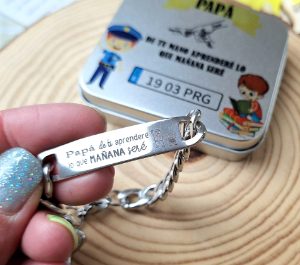 PAPÁ
DE TU MANO APRENDERÉ LO
QUE MAÑANA SERÉ
19 03 PRG
Papá de ti aprenderé
lo que MAÑANA seré